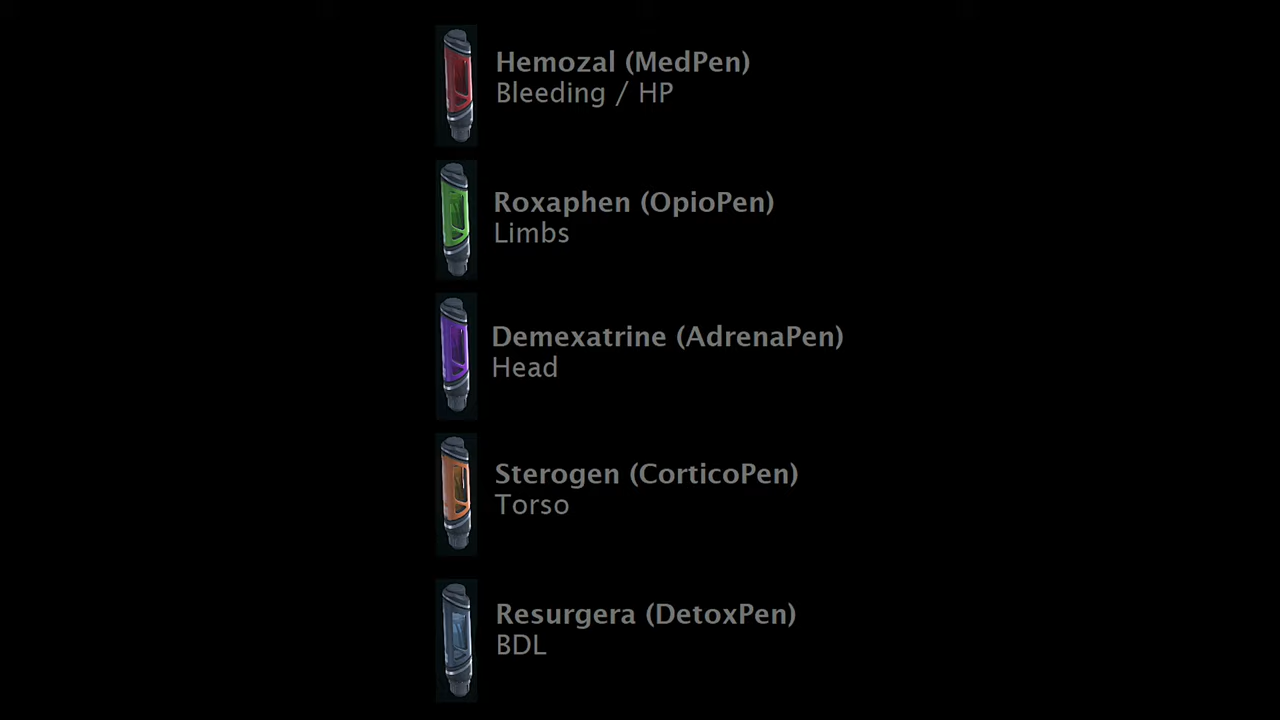 Hemozal (MedPen)
Bleeding / HP
Roxaphen (OpioPen)
Limbs
Demexatrine (AdrenaPen)
Head
Sterogen (CorticoPen)
Torso
Resurgera (DetoxPen)
BDL